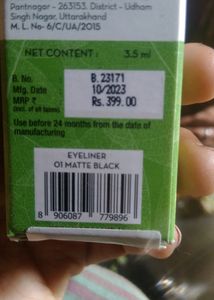 Pantnagar - 263153. District - Udham
Singh Nagar, Uttarakhand
M. L. No- 6/C/UA/2015
NET CONTENT : 3.5 ml
B. No. B.23171
Mfg. Date 10/2023
MRP ₹ Rs.399.00
(Incl. of all taxes)
Use before 24 months from the date of
manufacturing
EYELINER
01 MATTE BLACK
8 906087 779896